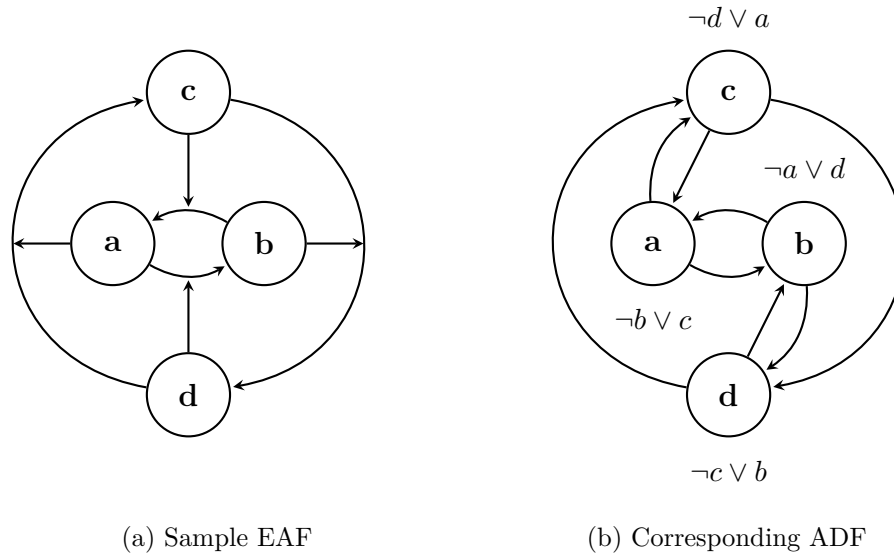 c
a
b
d
(a) Sample EAF
¬d ∨ a
c
¬a ∨ d
a
b
¬b ∨ c
d
¬c ∨ b
(b) Corresponding ADF